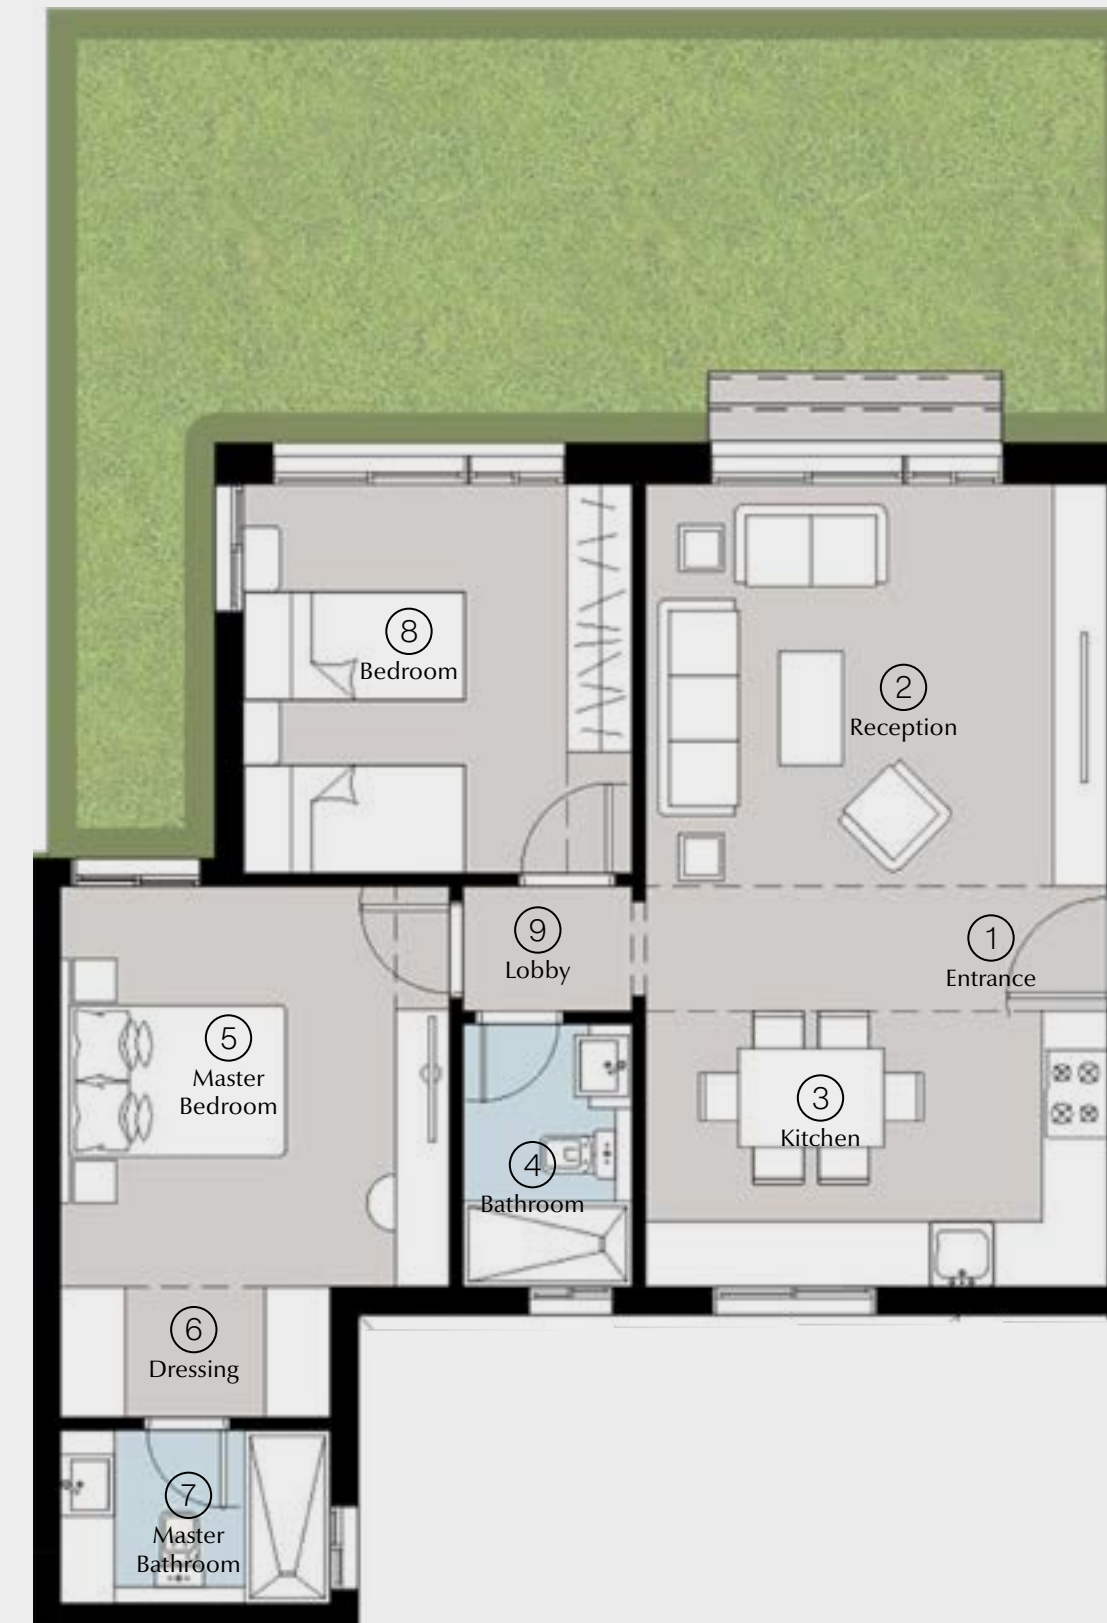 8
Bedroom
2
Reception
9
Lobby
1
Entrance
5
Master
Bedroom
3
Kitchen
4
Bathroom
6
Dressing
7
Master
Bathroom